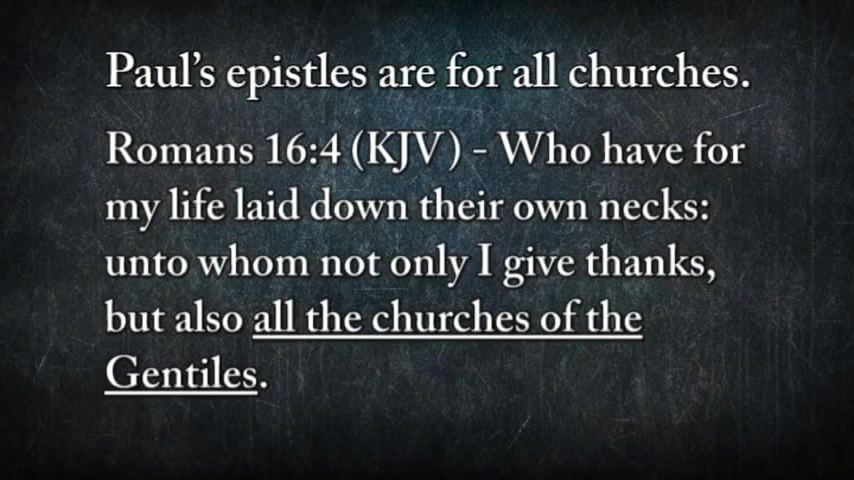 Paul’s epistles are for all churches.
Romans 16:4 (KJV) - Who have for
my life laid down their own necks:
unto whom not only I give thanks,
but also all the churches of the
Gentiles.